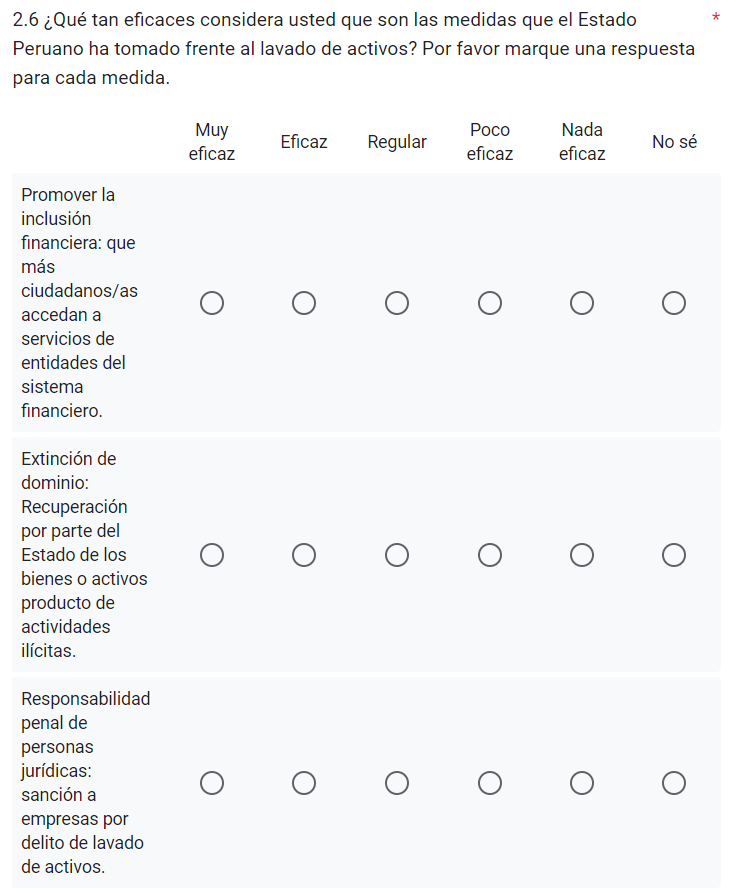 2.6 ¿Qué tan eficaces considera usted que son las medidas que el Estado *
Peruano ha tomado frente al lavado de activos? Por favor marque una respuesta
para cada medida.
Muy
eficaz
Eficaz
Regular
Poco
eficaz
Nada
eficaz
No sé
Promover la
inclusión
financiera: que
más
ciudadanos/as
accedan a
servicios de
entidades del
sistema
financiero.
Extinción de
dominio:
Recuperación
por parte del
Estado de los
bienes o activos
producto de
actividades
ilícitas.
Responsabilidad
penal de
personas
jurídicas:
sanción a
empresas por
delito de lavado
de activos.